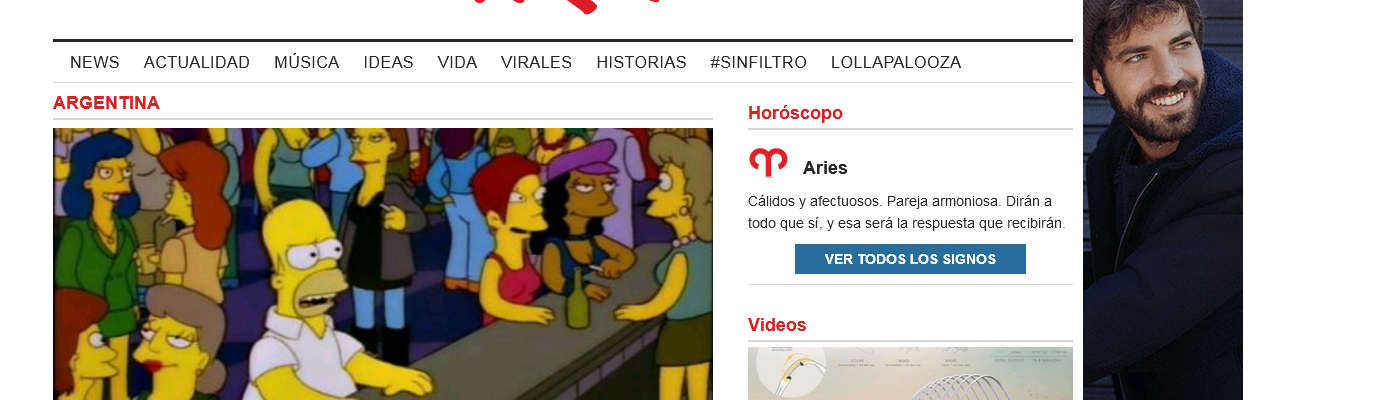 NEWS ACTUALIDAD MÚSICA IDEAS VIDA VIRALES HISTORIAS #SINFILTRO LOLLAPALOOZA
ARGENTINA
Horóscopo
Aries
Cálidos y afectuosos. Pareja armoniosa. Dirán a
todo que sí, y esa será la respuesta que recibirán.
VER TODOS LOS SIGNOS
Videos